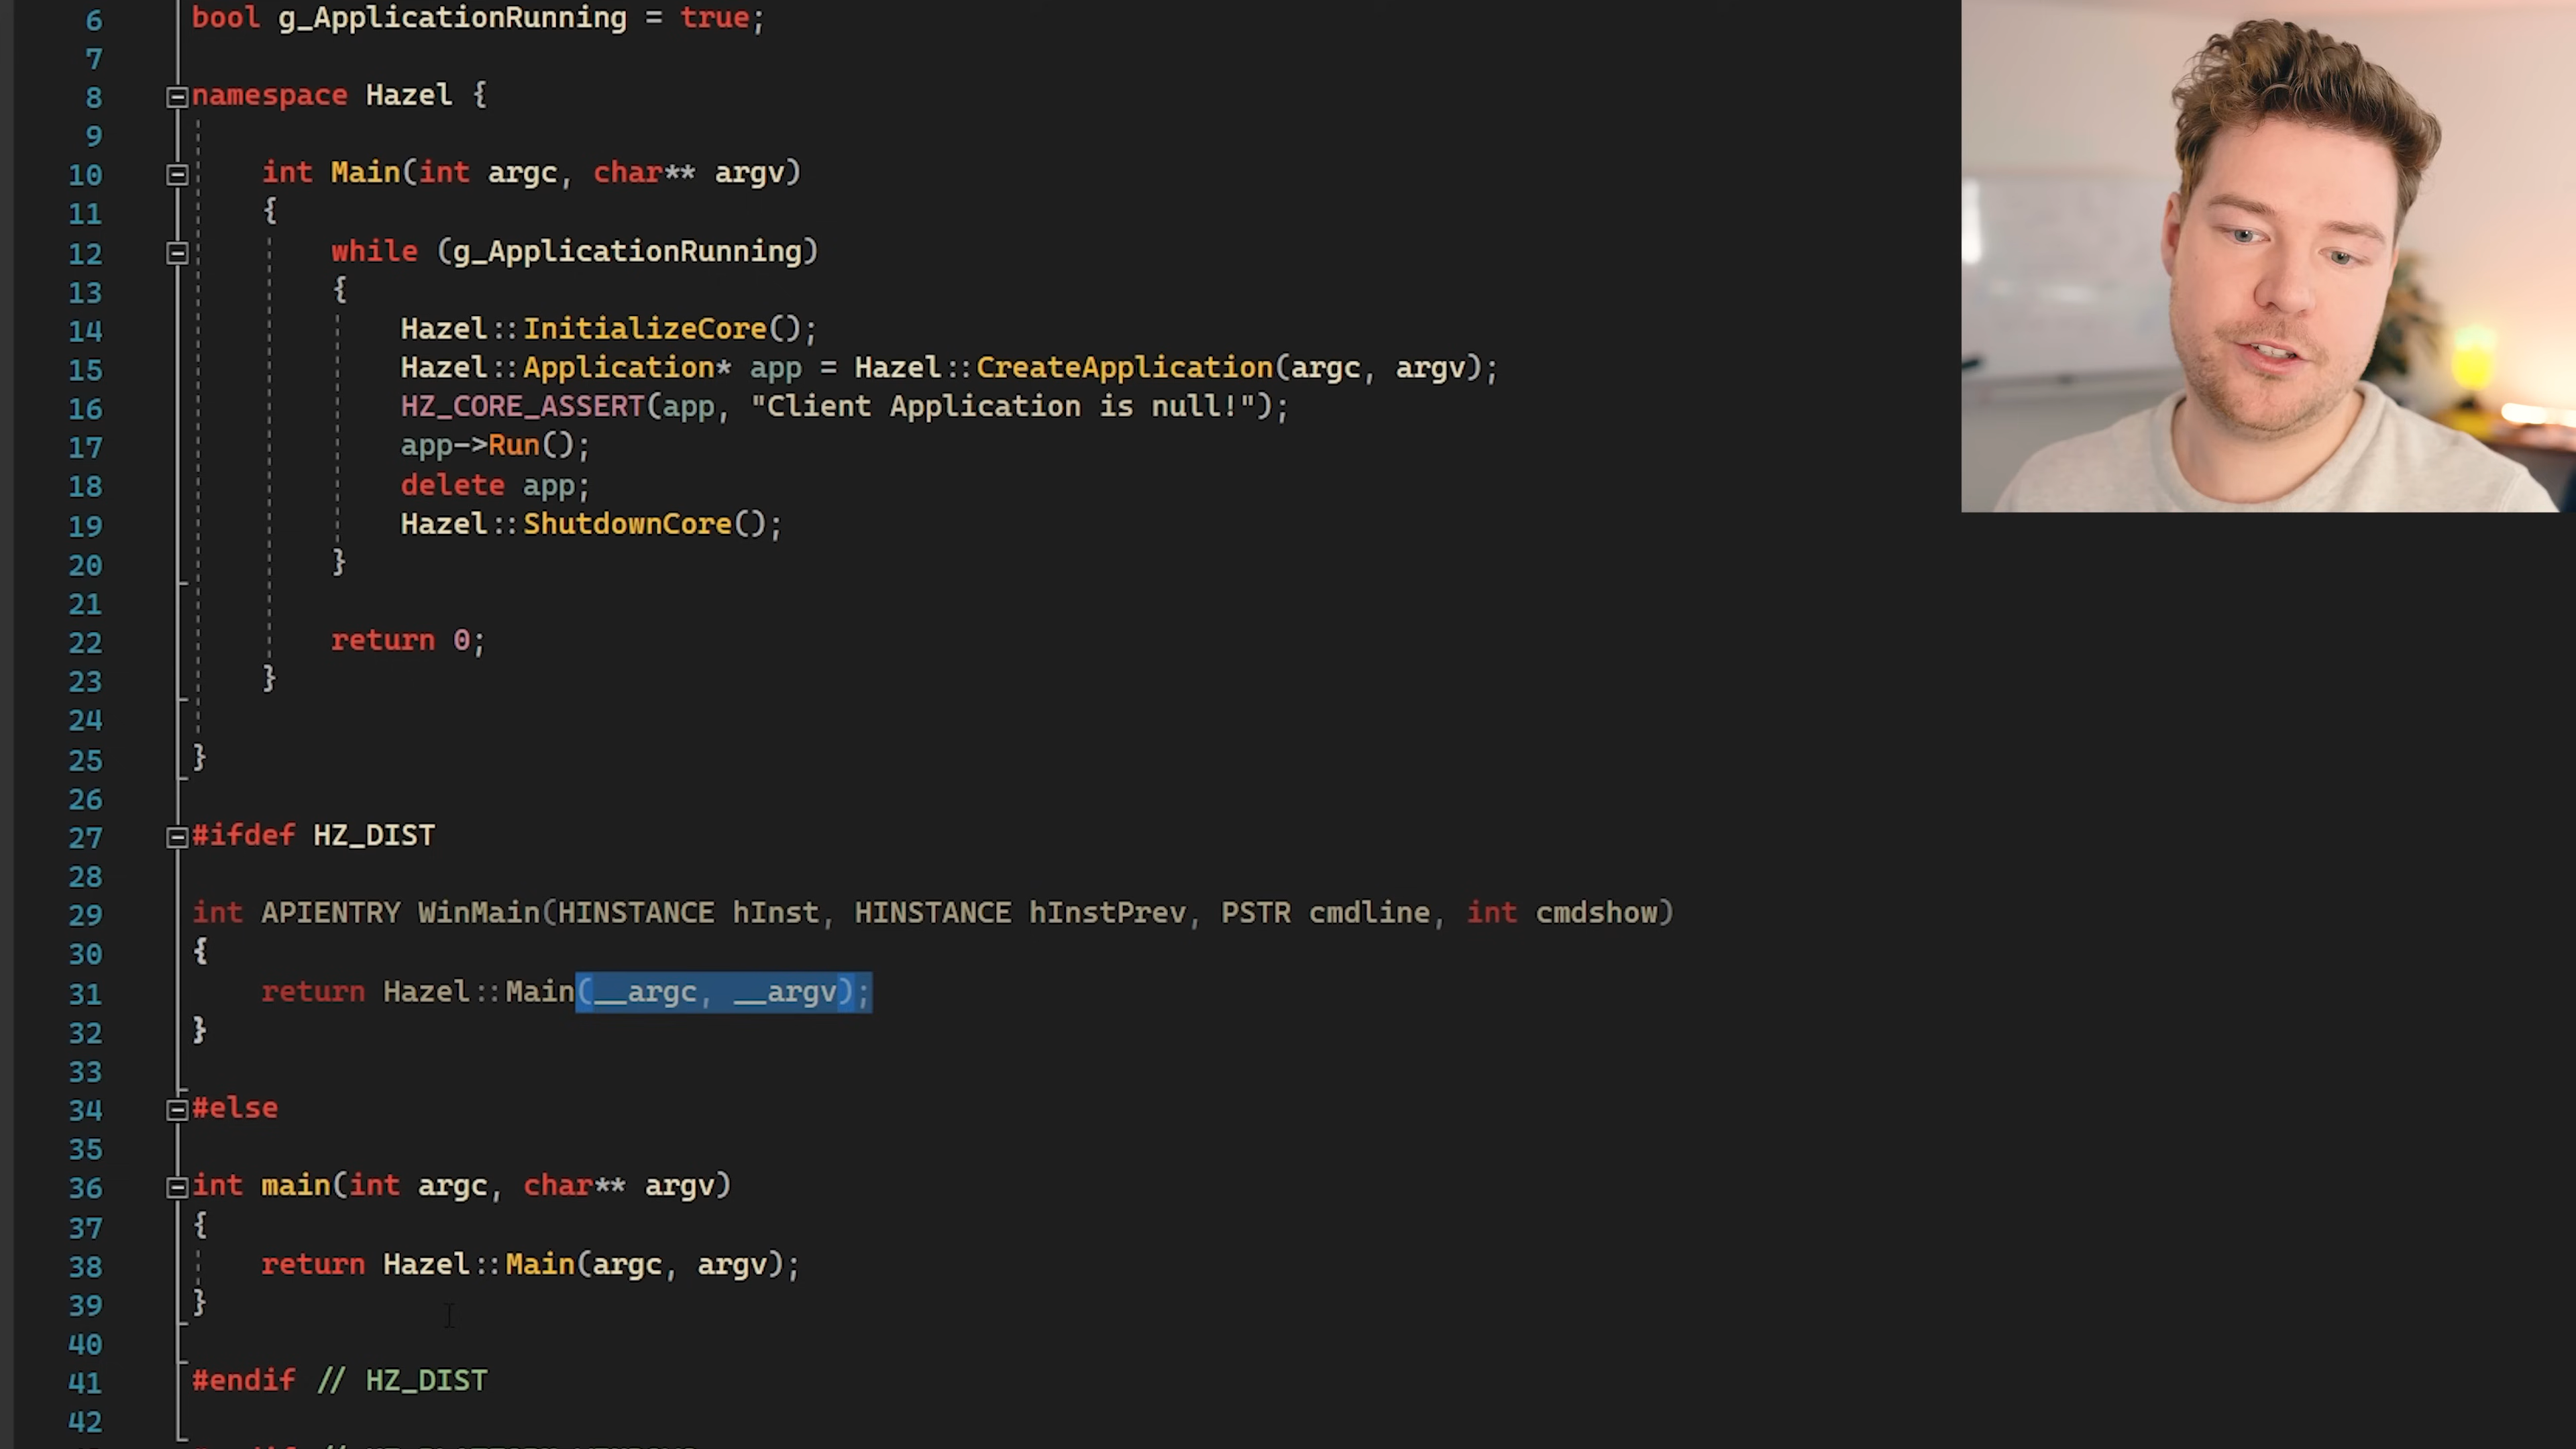 6 bool g_ApplicationRunning = true;
7
8 namespace Hazel {
9
10 int Main(int argc, char** argv)
11 {
12 while (g_ApplicationRunning)
13 {
14 Hazel::InitializeCore();
15 Hazel::Application* app = Hazel::CreateApplication(argc, argv);
16 HZ_CORE_ASSERT(app, "Client Application is null!");
17 app->Run();
18 delete app;
19 Hazel::ShutdownCore();
20 }
21
22 return 0;
23 }
24
25 }
26
27 #ifdef HZ_DIST
28
29 int APIENTRY WinMain(HINSTANCE hInst, HINSTANCE hInstPrev, PSTR cmdline, int cmdshow)
30 {
31 return Hazel::Main(__argc, __argv);
32 }
33
34 #else
35
36 int main(int argc, char** argv)
37 {
38 return Hazel::Main(argc, argv);
39 }
40
41 #endif // HZ_DIST
42